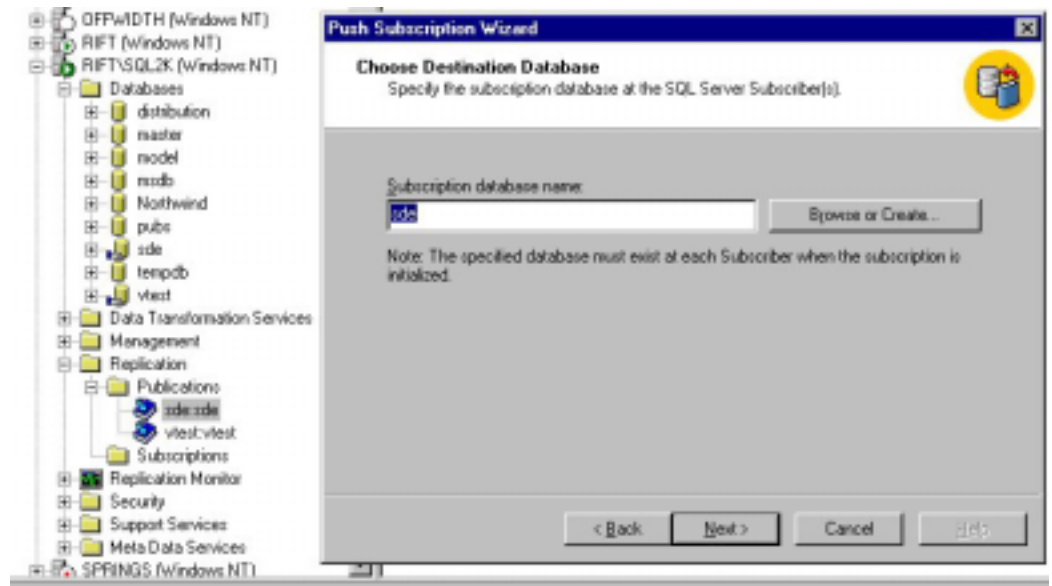 OFFWIDTH (Windows NT)
RIFT (Windows NT)
RIFT\SQL2K (Windows NT)
Databases
distribution
master
model
msdb
Northwind
pubs
sde
tempdb
vtest
Data Transformation Services
Management
Replication
Publications
sde:sde
vtest:vtest
Subscriptions
Replication Monitor
Security
Support Services
Meta Data Services
SPRINGS (Windows NT)
Push Subscription Wizard
Choose Destination Database
Specify the subscription database at the SQL Server Subscriber(s).
Subscription database name:
sde
Browse or Create...
Note: The specified database must exist at each Subscriber when the subscription is
initialized.
< Back
Next >
Cancel
Help